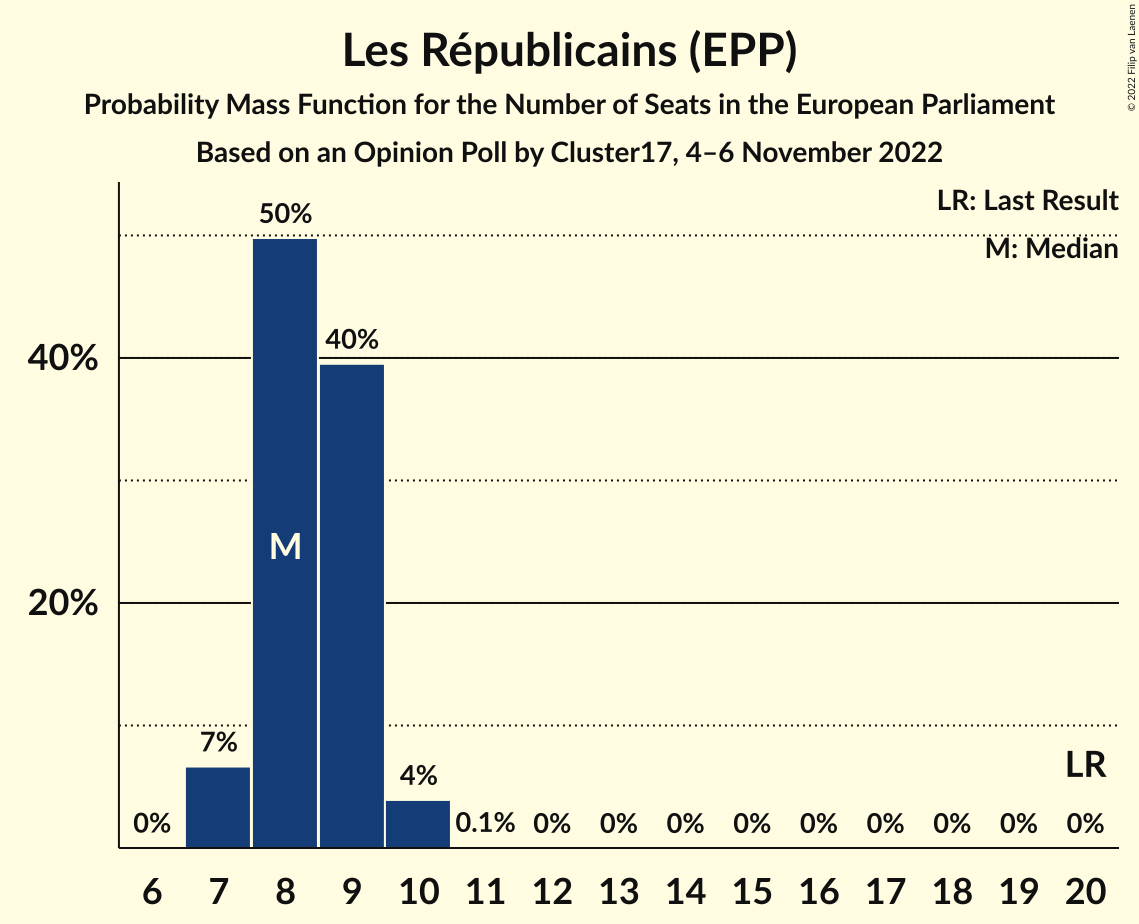 Les Républicains (EPP)
Probability Mass Function for the Number of Seats in the European Parliament
Based on an Opinion Poll by Cluster17, 4–6 November 2022
© 2022 Filip van Laenen
LR: Last Result
M: Median
50%
40%
40%
M
20%
7%
4%
LR
0%
0.1%
0%
0%
0%
0%
0%
0%
0%
0%
0%
6 7 8 9 10 11 12 13 14 15 16 17 18 19 20